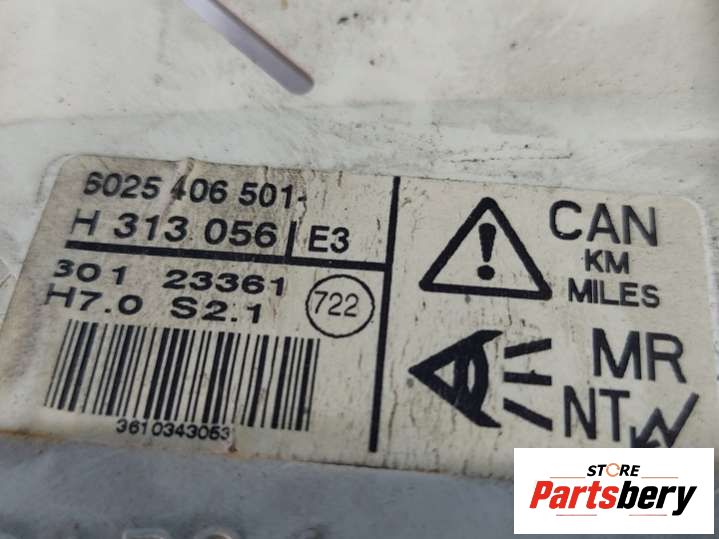 6025 406 501-
H 313 056 E3
301 23361
H7.0 S2.1
722
3610343053
CAN
KM
MILES
MR
NT
STORE
Partsbery